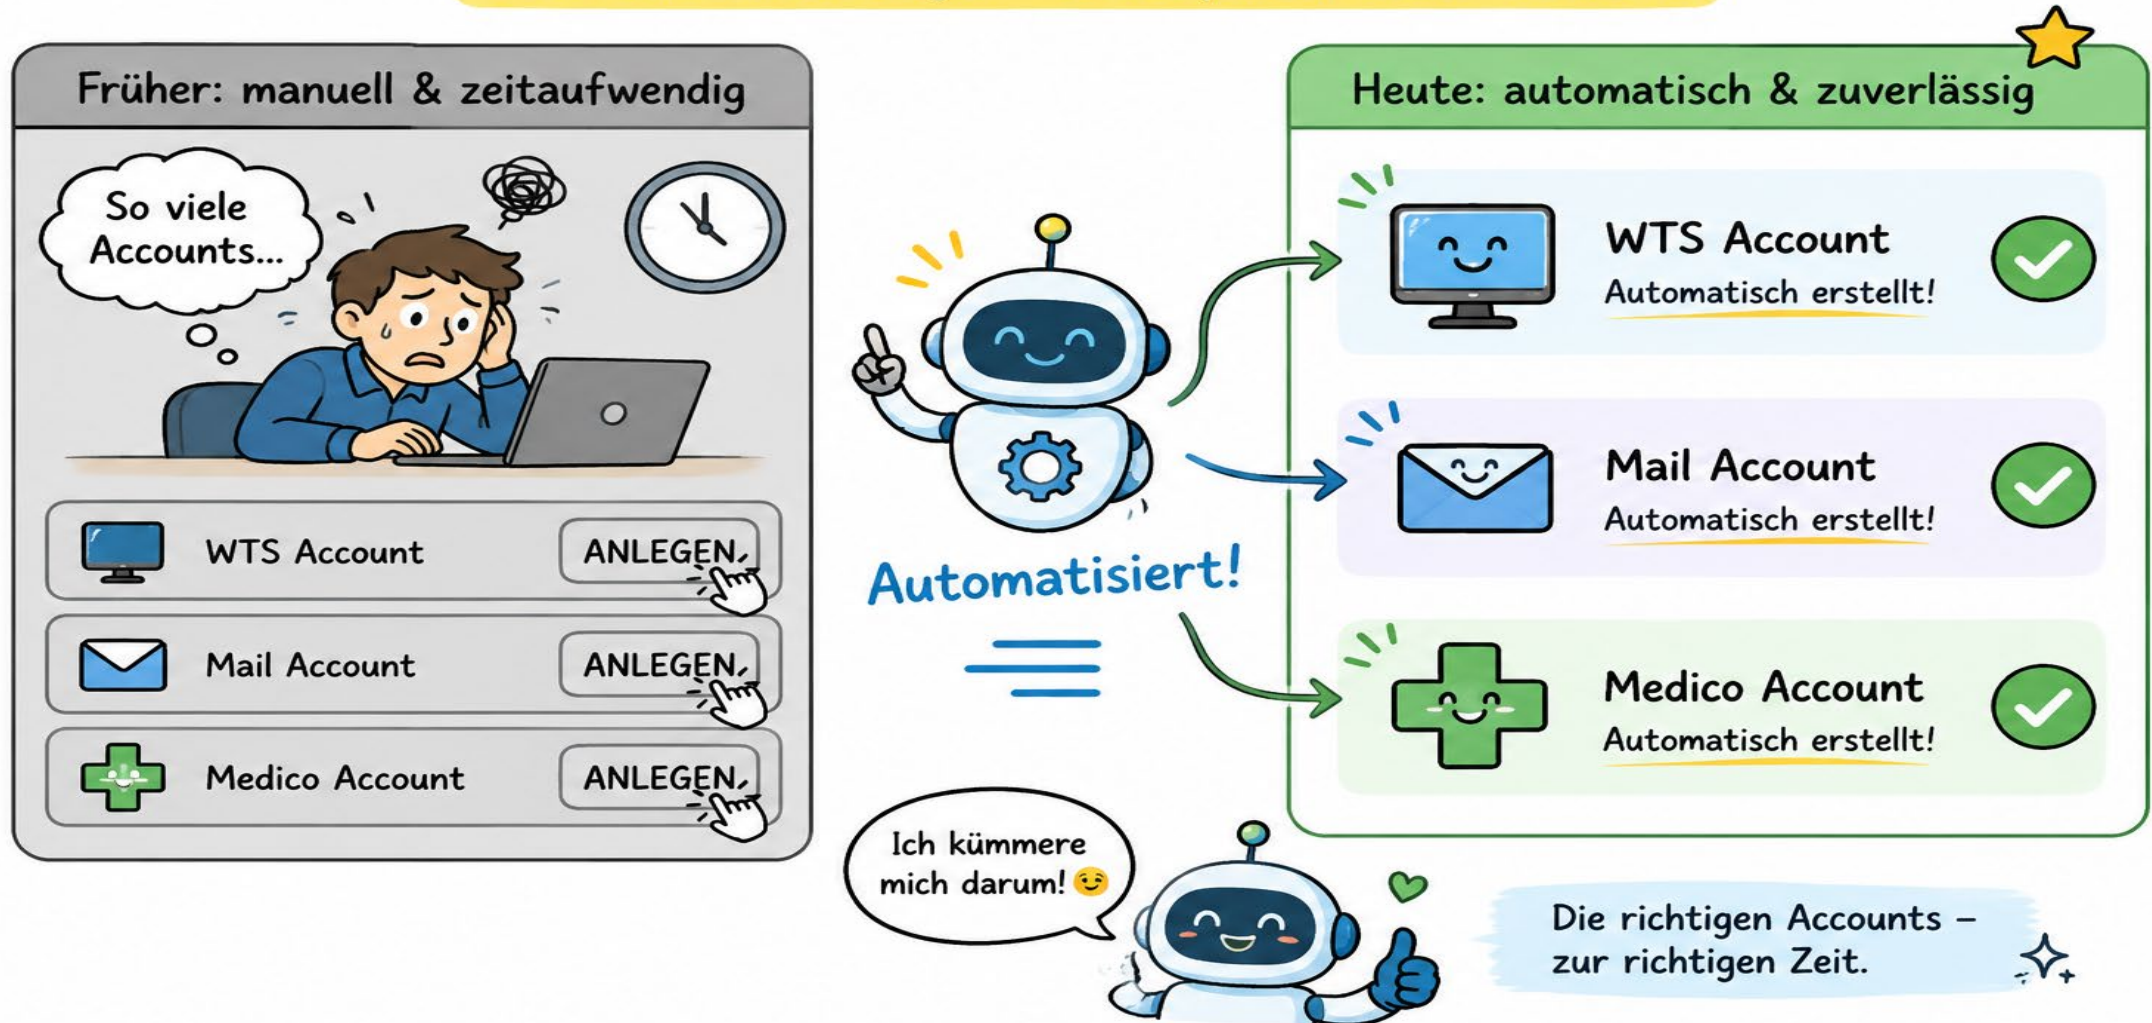 Früher: manuell & zeitaufwendig
So viele
Accounts...
WTS Account
ANLEGEN
Mail Account
ANLEGEN
Medico Account
ANLEGEN
Automatisiert!
Heute: automatisch & zuverlässig
WTS Account
Automatisch erstellt!
Mail Account
Automatisch erstellt!
Medico Account
Automatisch erstellt!
Ich kümmere
mich darum! 😉
Die richtigen Accounts –
zur richtigen Zeit.